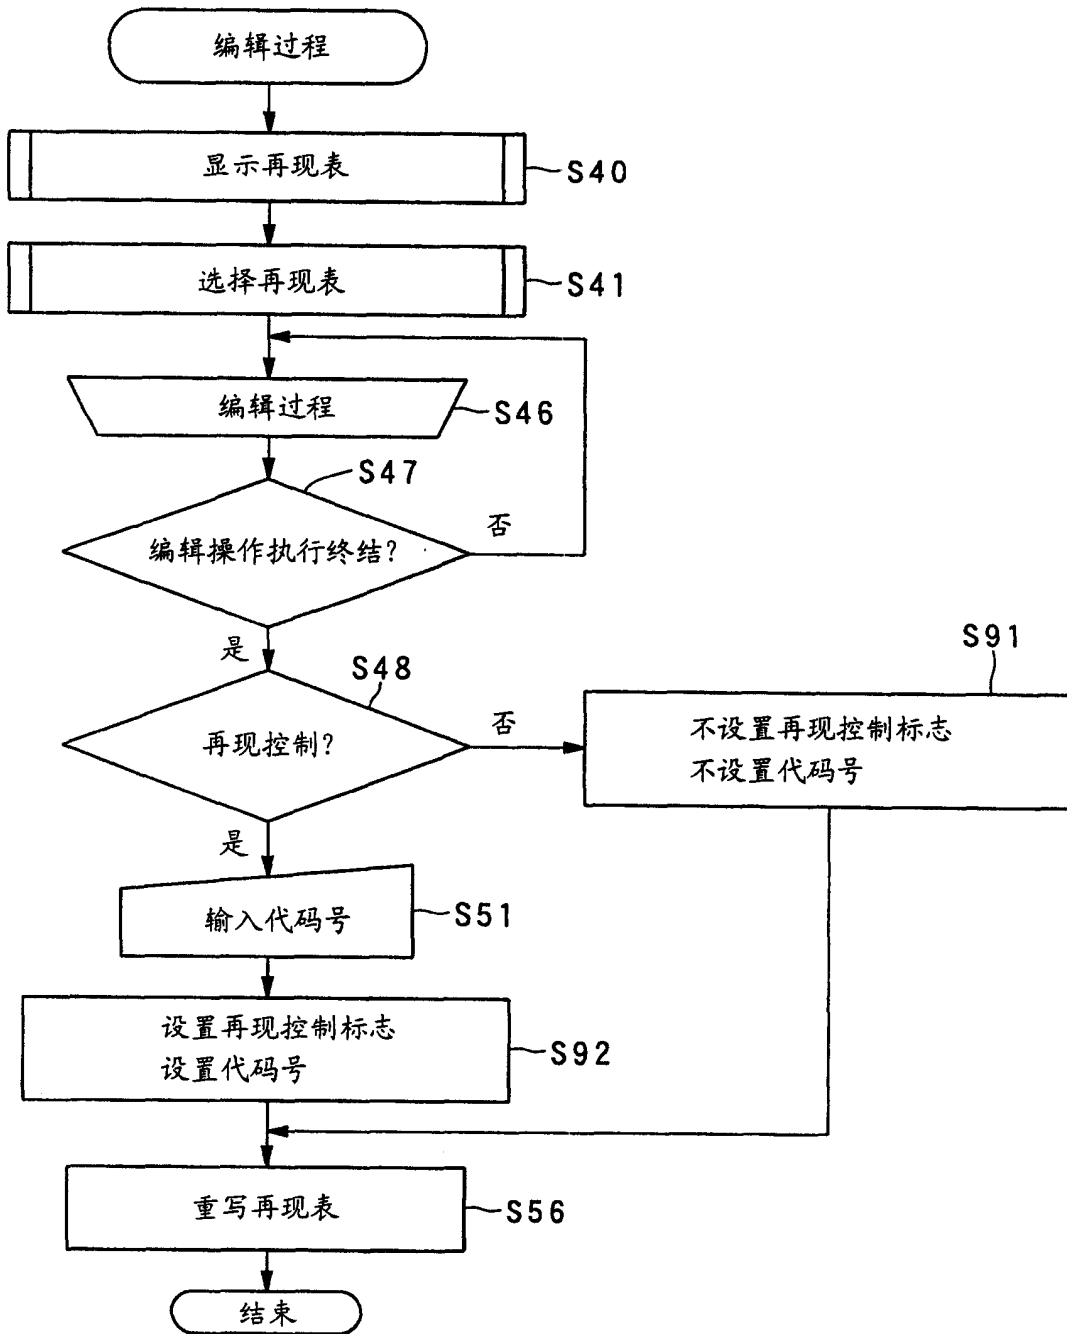 编辑过程
显示再现表
S40
选择再现表
S41
编辑过程
S46
S47
编辑操作执行终结?
否
是
S48
再现控制?
否
S91
不设置再现控制标志
不设置代码号
是
输入代码号
S51
设置再现控制标志
设置代码号
S92
重写再现表
S56
结束